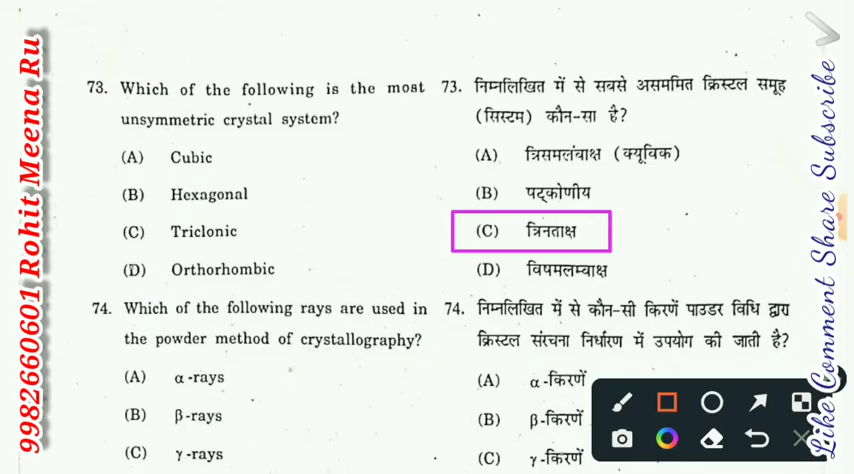 9982660601 Rohit Meena Ru
73. Which of the following is the most
unsymmetric crystal system?
(A) Cubic
(B) Hexagonal
(C) Triclonic
(D) Orthorhombic
74. Which of the following rays are used in
the powder method of crystallography?
(A) α-rays
(B) β-rays
(C) γ-rays
73. निम्नलिखित में से सबसे असममित क्रिस्टल समूह
(सिस्टम) कौन-सा है?
(A) त्रिसमलंबाक्ष (क्यूविक)
(B) षट्कोणीय
(C) त्रिनताक्ष
(D) विषमलम्वाक्ष
74. निम्नलिखित में से कौन-सी किरणें पाउडर विधि द्वारा
क्रिस्टल संरचना निर्धारण में उपयोग की जाती है?
(A) α-किरणें
(B) β-किरणें
(C) γ-किरणें
Like Comment Share Subscribe